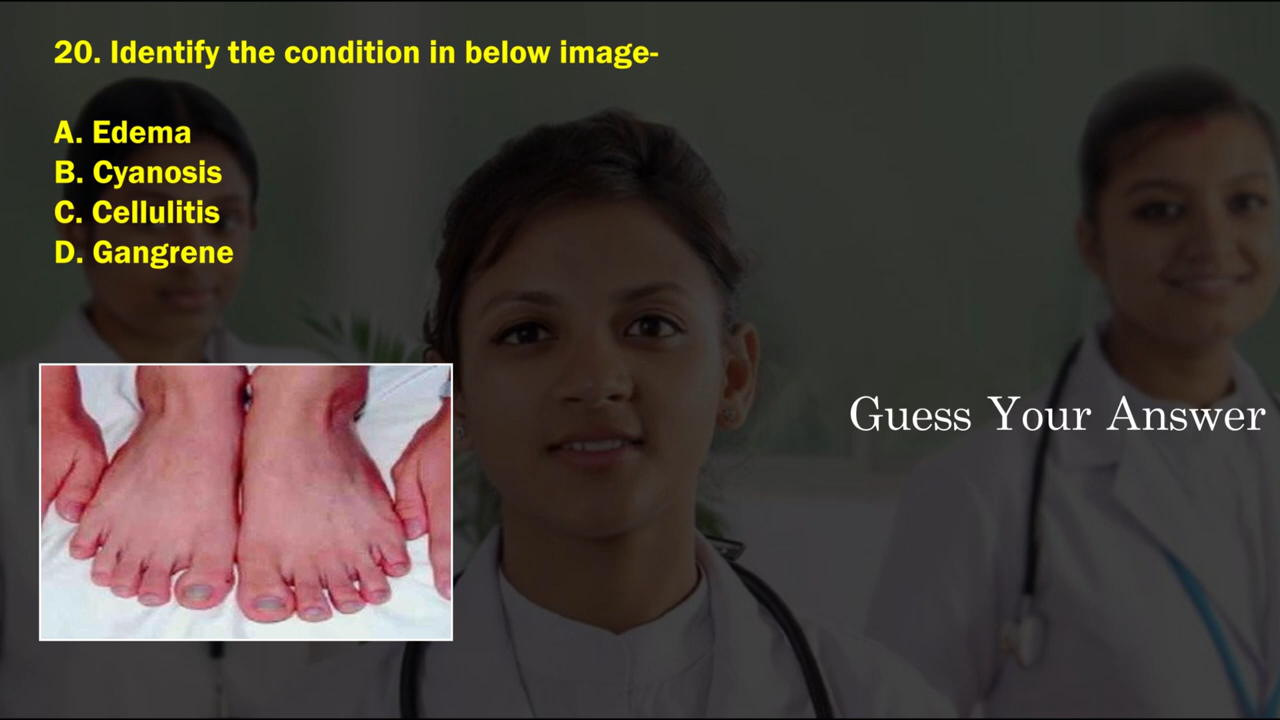 20. Identify the condition in below image-
A. Edema
B. Cyanosis
C. Cellulitis
D. Gangrene
Guess Your Answer